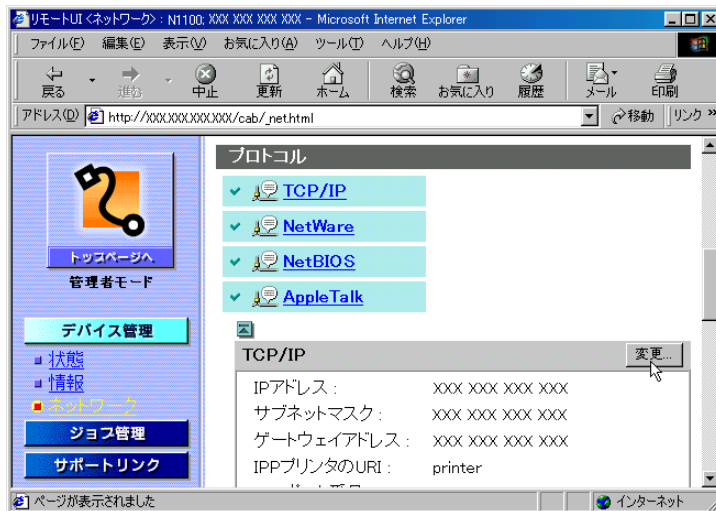 リモートUI <ネットワーク> : N1100; XXX XXX XXX XXX - Microsoft Internet Explorer
ファイル(F) 編集(E) 表示(V) お気に入り(A) ツール(T) ヘルプ(H)
戻る 進む 中止 更新 ホーム 検索 お気に入り 履歴 メール 印刷
アドレス(D) http://XXX.XXX.XXX.XXX/cab/_net.html 移動 リンク »
トップページへ
管理者モード
デバイス管理
状態
情報
ネットワーク
ジョブ管理
サポートリンク
プロトコル
TCP/IP
NetWare
NetBIOS
AppleTalk
TCP/IP 変更...
IPアドレス : XXX XXX XXX XXX
サブネットマスク : XXX XXX XXX XXX
ゲートウェイアドレス : XXX XXX XXX XXX
IPPプリンタのURI : printer
ページが表示されました インターネット